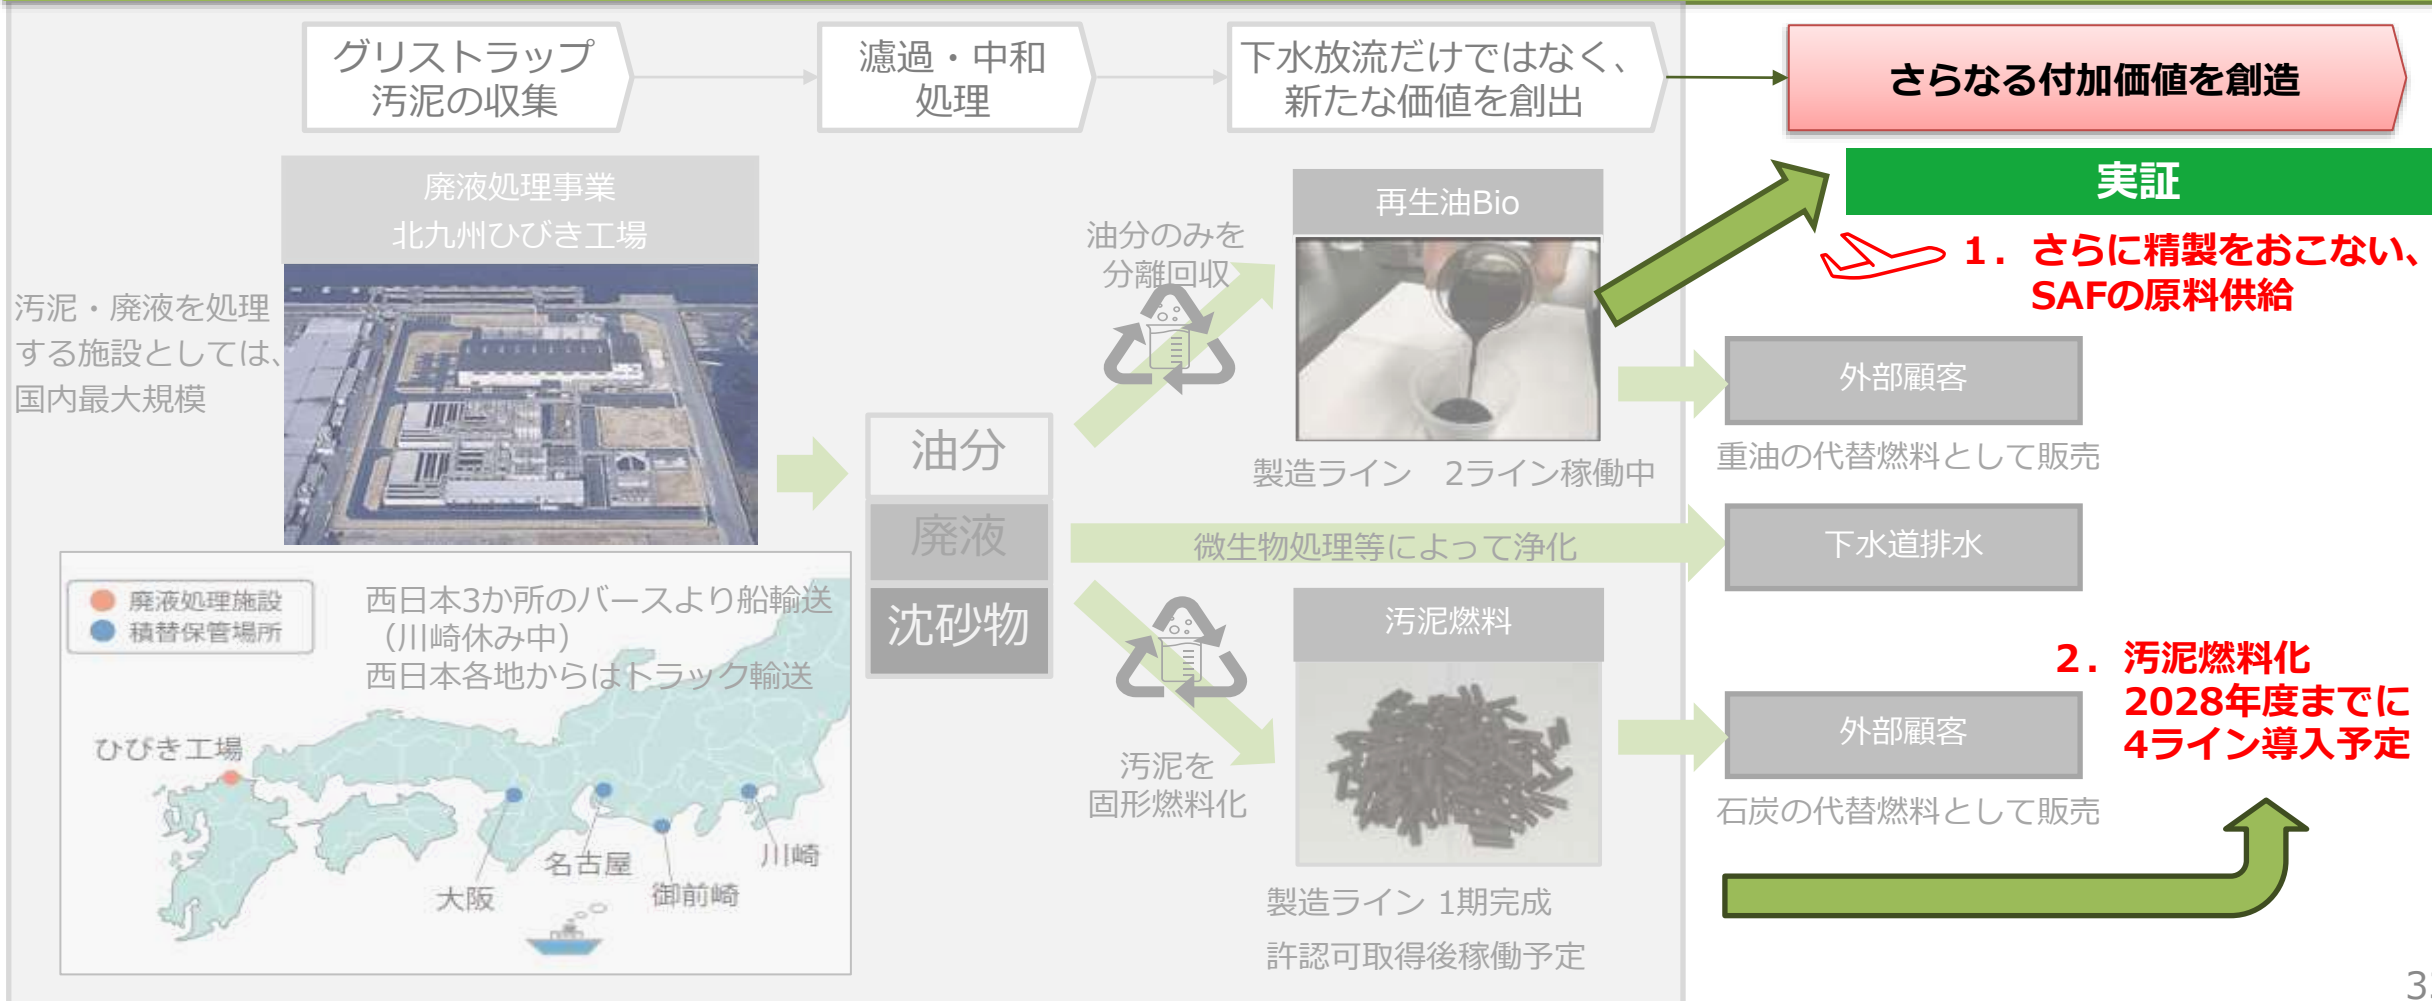 グリストラップ
汚泥の収集
濾過・中和
処理
下水放流だけではなく、
新たな価値を創出
さらなる付加価値を創造
廃液処理事業
北九州ひびき工場
汚泥・廃液を処理
する施設としては、
国内最大規模
油分のみを
分離回収
再生油Bio
製造ライン　2ライン稼働中
実証
1．さらに精製をおこない、
SAFの原料供給
外部顧客
重油の代替燃料として販売
油分
廃液
沈砂物
微生物処理等によって浄化
下水道排水
廃液処理施設
積替保管場所
西日本3か所のバースより船輸送
（川崎休み中）
西日本各地からはトラック輸送
ひびき工場
大阪
名古屋
御前崎
川崎
汚泥を
固形燃料化
汚泥燃料
製造ライン 1期完成
許認可取得後稼働予定
外部顧客
石炭の代替燃料として販売
2．汚泥燃料化
2028年度までに
4ライン導入予定